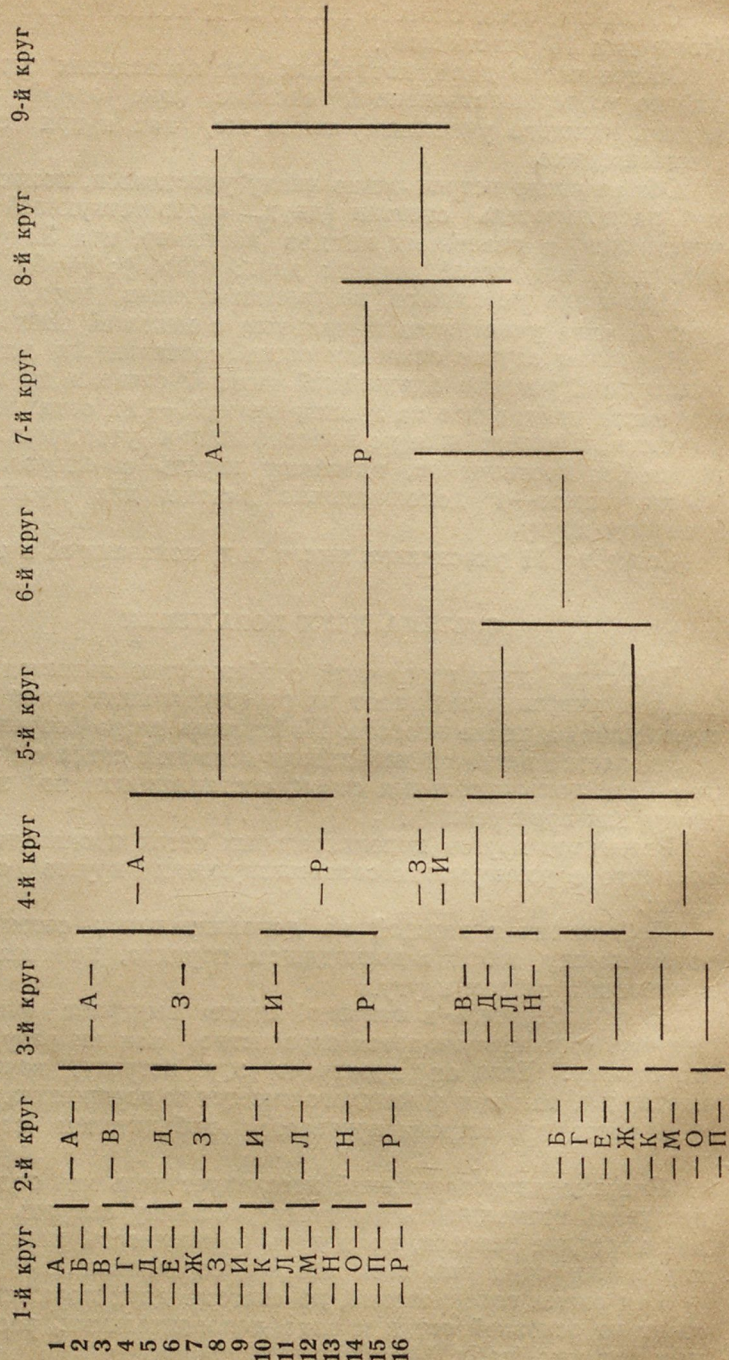 1-й круг
2-й круг
3-й круг
4-й круг
5-й круг
6-й круг
7-й круг
8-й круг
9-й круг
1 — А —
2 — Б —
3 — В —
4 — Г —
5 — Д —
6 — Е —
7 — Ж —
8 — З —
9 — И —
10 — К —
11 — Л —
12 — М —
13 — Н —
14 — О —
15 — П —
16 — Р —
— А —
— В —
— Д —
— З —
— И —
— Л —
— Н —
— Р —
— Б —
— Г —
— Е —
— Ж —
— К —
— М —
— О —
— П —
— А —
— З —
— И —
— Р —
— В —
— Д —
— Л —
— Н —
— А —
— Р —
— З —
— И —
А
Р